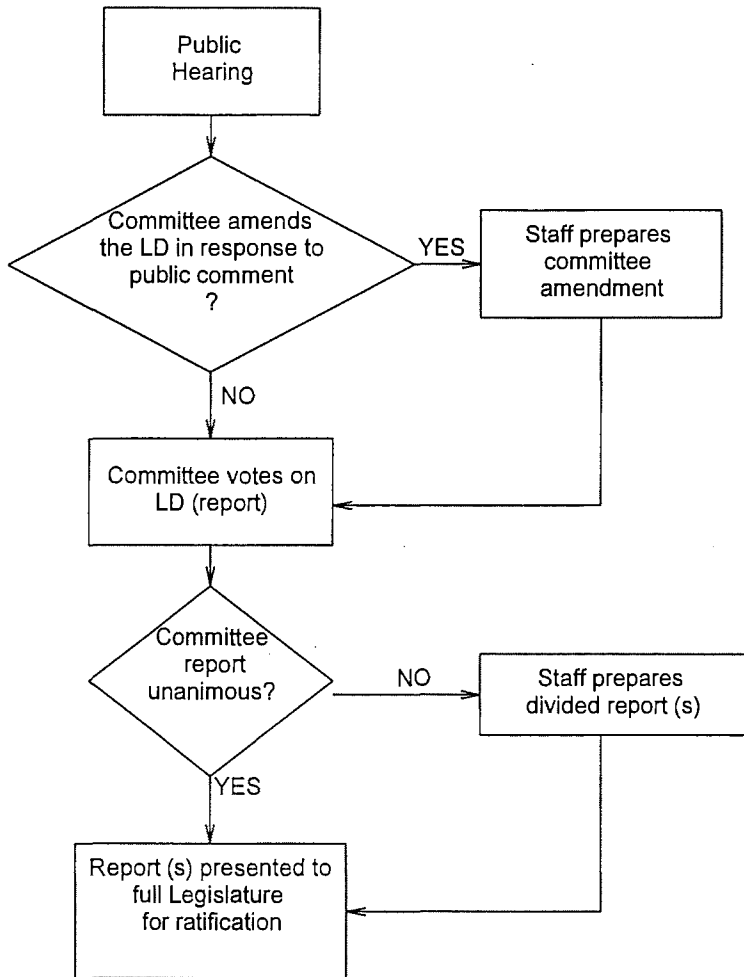 Public
Hearing
Committee amends
the LD in response to
public comment
?
YES
Staff prepares
committee
amendment
NO
Committee votes on
LD (report)
Committee
report
unanimous?
NO
Staff prepares
divided report (s)
YES
Report (s) presented to
full Legislature
for ratification